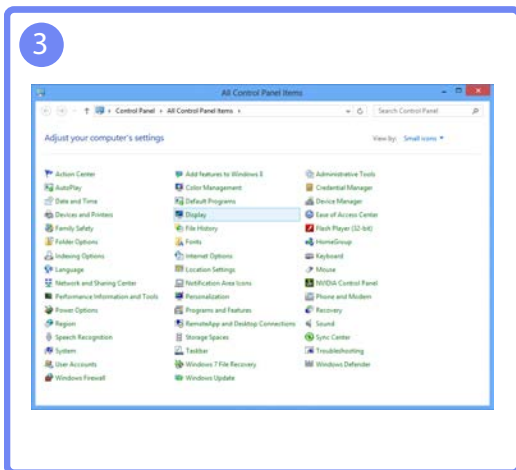 3
All Control Panel Items
Control Panel All Control Panel Items Search Control Panel
Adjust your computer's settings View by: Small icons
Action Center Add features to Windows 8 Administrative Tools
AutoPlay Color Management Credential Manager
Date and Time Default Programs Device Manager
Devices and Printers Display Ease of Access Center
Family Safety File History Flash Player (32-bit)
Folder Options Fonts HomeGroup
Indexing Options Internet Options Keyboard
Language Location Settings Mouse
Network and Sharing Center Notification Area Icons NVIDIA Control Panel
Performance Information and Tools Personalization Phone and Modem
Power Options Programs and Features Recovery
Region RemoteApp and Desktop Connections Sound
Speech Recognition Storage Spaces Sync Center
System Taskbar Troubleshooting
User Accounts Windows 7 File Recovery Windows Defender
Windows Firewall Windows Update